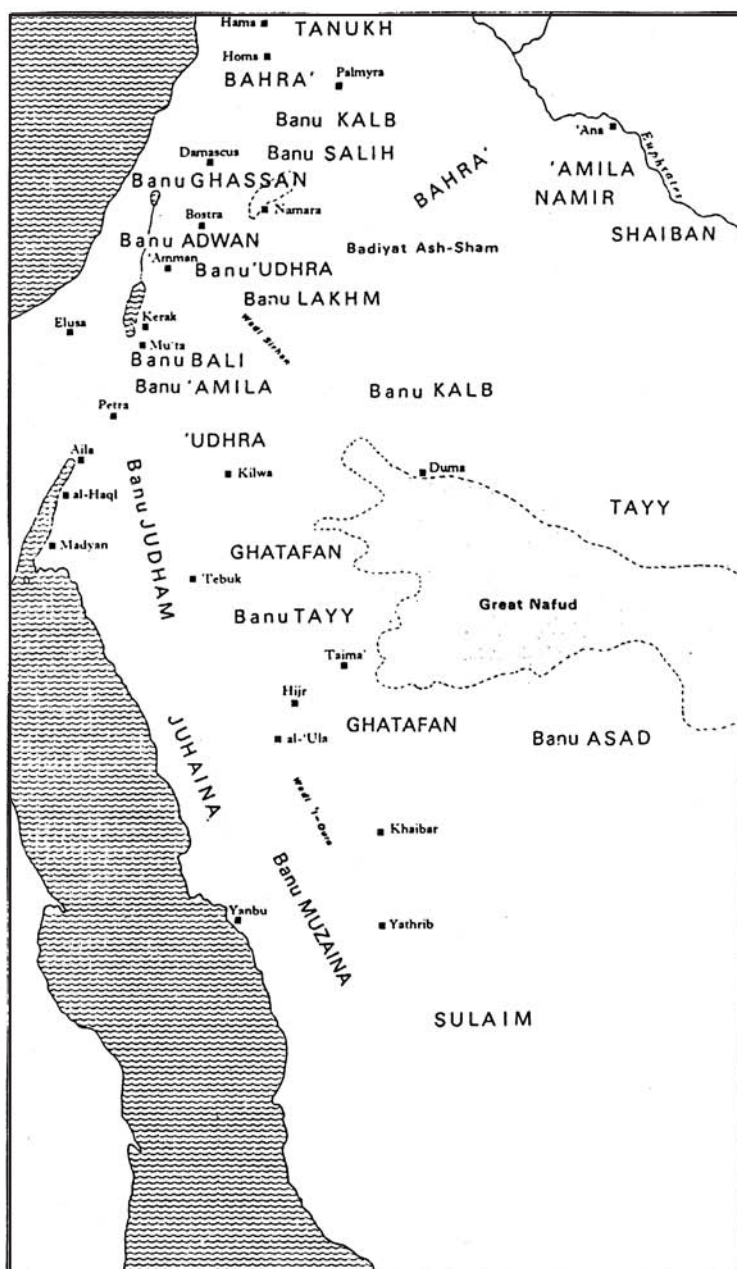 Hama
TANUKH
Homs
BAHRA'
Palmyra
Banu KALB
'Ana
Euphrates
Damascus
Banu SALIH
'AMILA
Banu GHASSAN
BAHRA'
NAMIR
Namara
Bostra
SHAIBAN
Banu ADWAN
Badiyat Ash-Sham
'Amman
Banu 'UDHRA
Banu LAKHM
Kerak
Elusa
Wadi Sirhan
Mu'ta
Banu BALI
Banu 'AMILA
Banu KALB
Petra
'UDHRA
Aila
Kilwa
Duma
al-Haql
Banu JUDHAM
TAYY
Madyan
GHATAFAN
Tebuk
Great Nafud
Banu TAYY
Taima'
Hijr
GHATAFAN
Banu ASAD
al-'Ula
JUHAINA
Wadi 'l-Qura
Khaibar
Banu MUZAINA
Yanbu
Yathrib
SULAIM